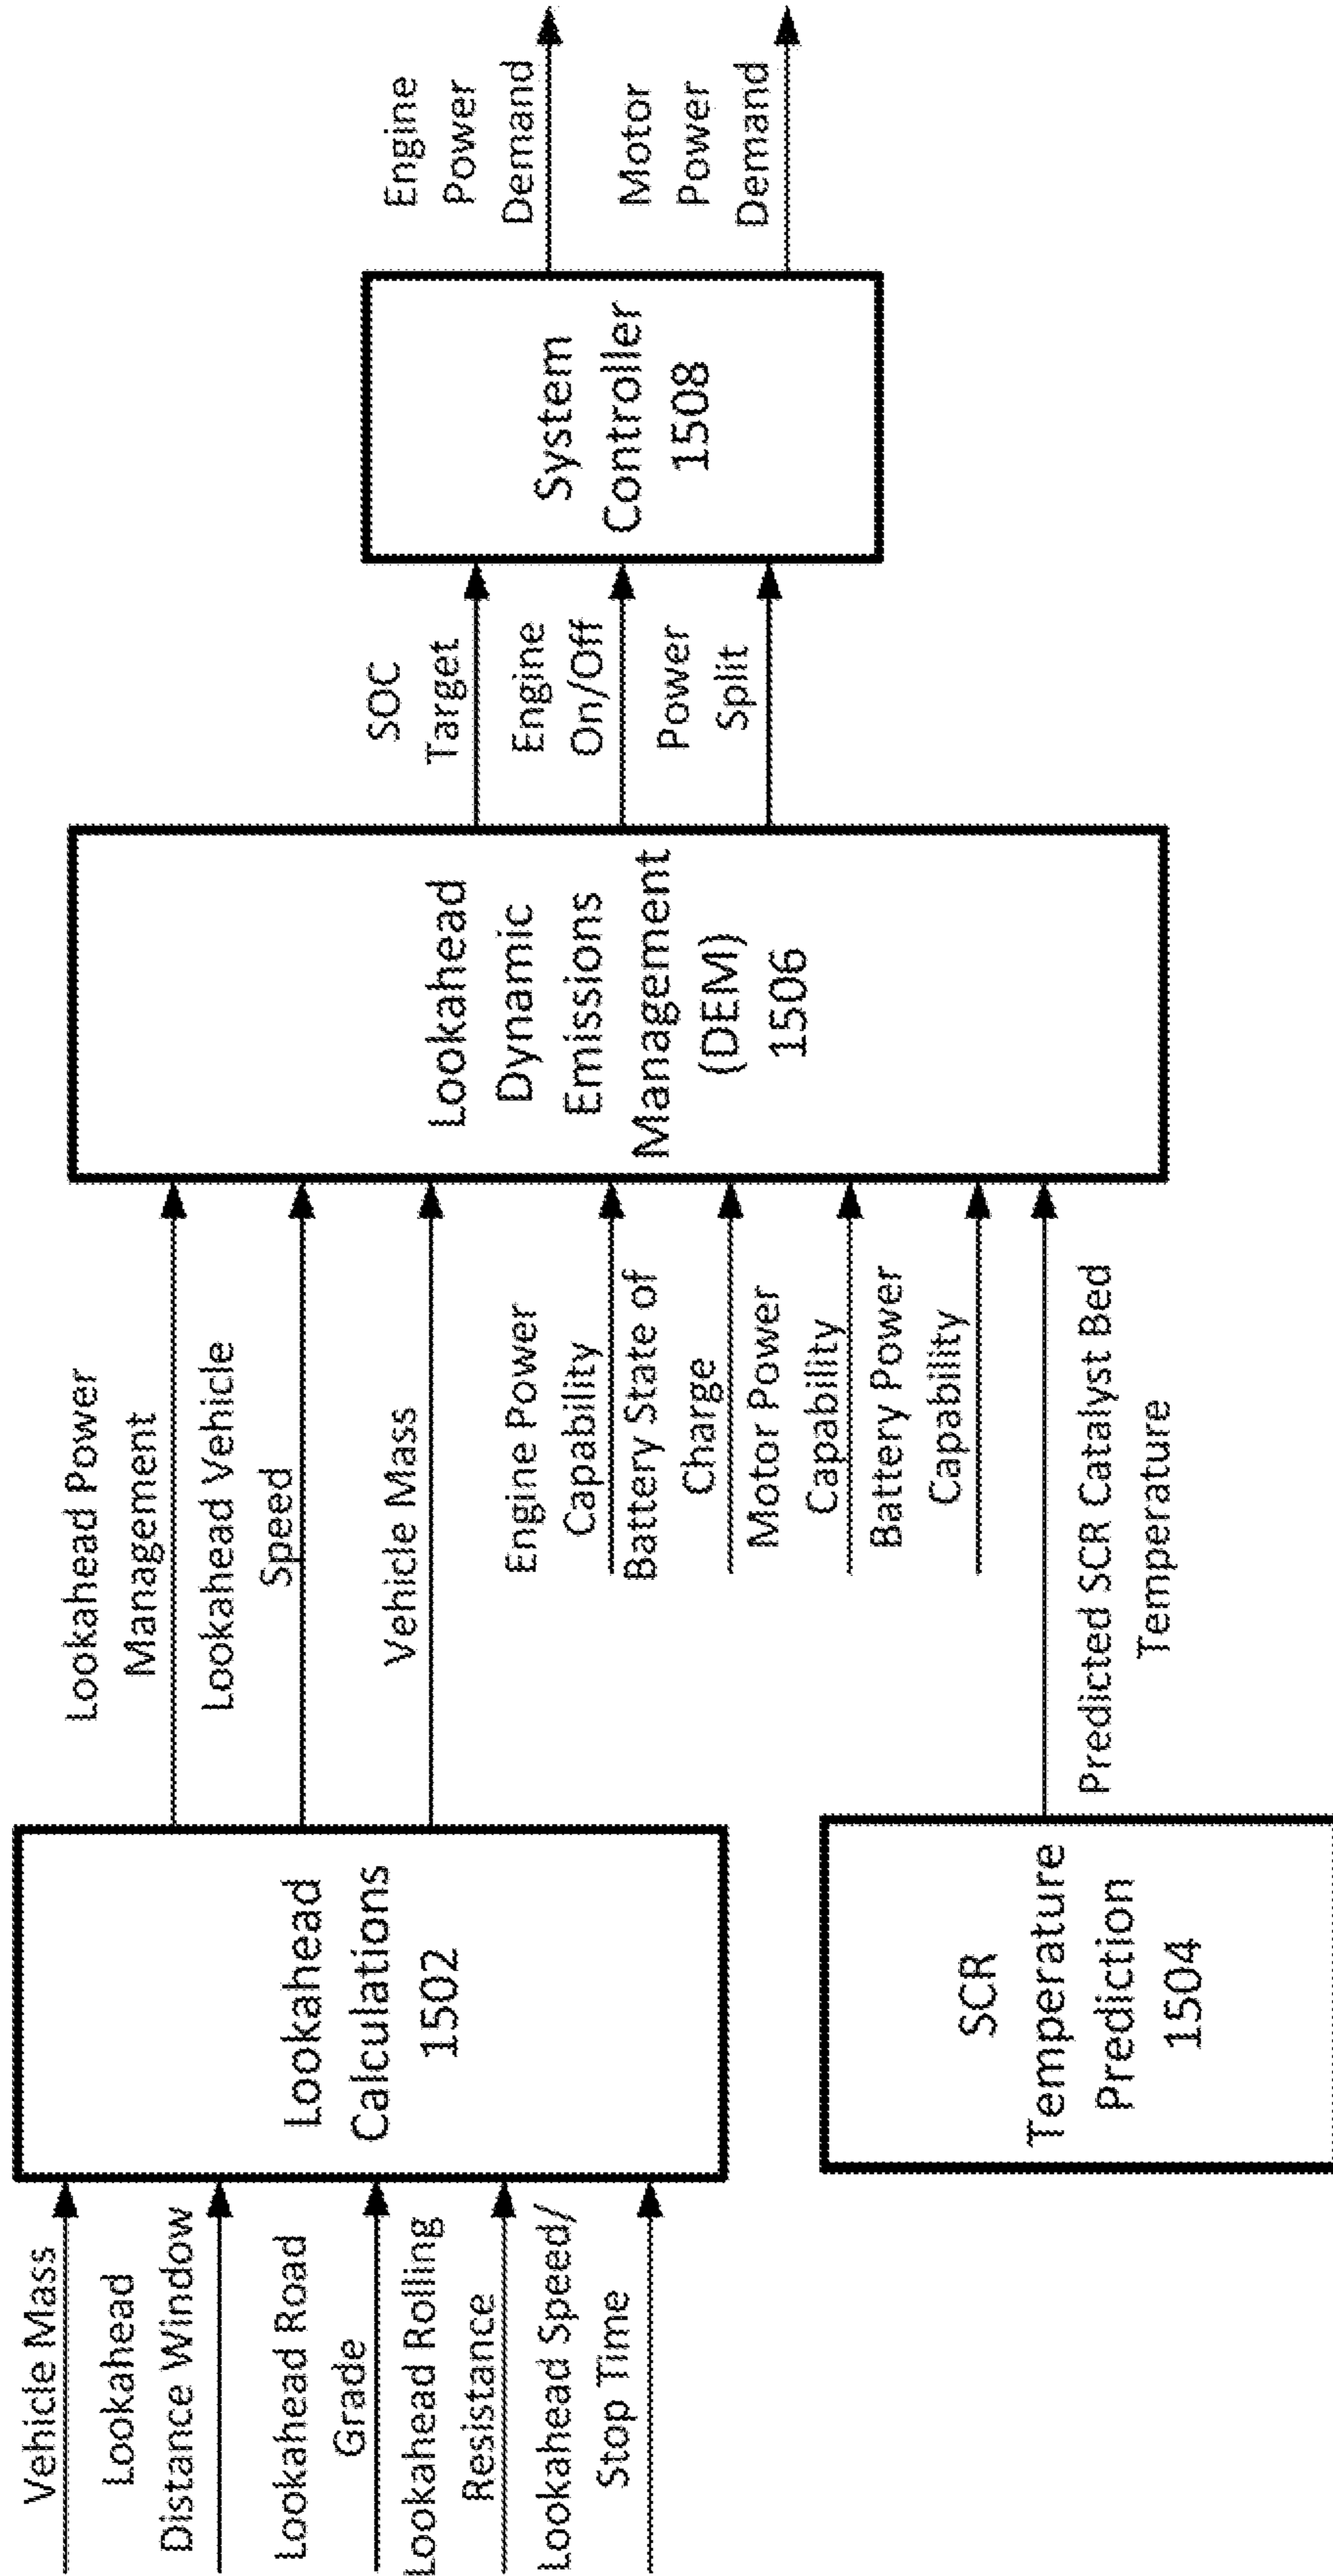 Vehicle Mass
Lookahead
Distance Window
Lookahead Road
Grade
Lookahead Rolling
Resistance
Lookahead Speed/
Stop Time
Lookahead
Calculations
1502
SCR
Temperature
Prediction
1504
Lookahead Power
Management
Lookahead Vehicle
Speed
Vehicle Mass
Engine Power
Capability
Battery State of
Charge
Motor Power
Capability
Battery Power
Capability
Predicted SCR Catalyst Bed
Temperature
Lookahead
Dynamic
Emissions
Management
(DEM)
1506
SOC
Target
Engine
On/Off
Power
Split
System
Controller
1508
Engine
Power
Demand
Motor
Power
Demand